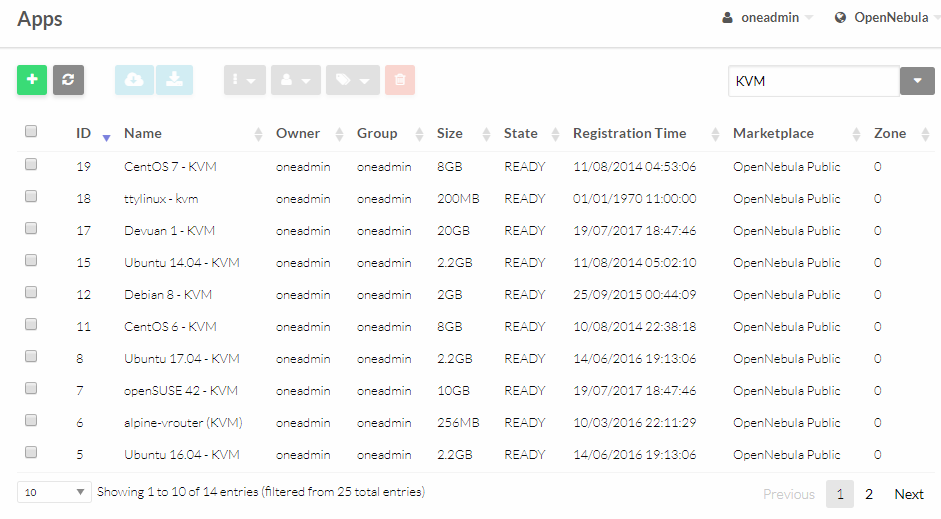 Apps oneadmin OpenNebula
KVM
ID Name Owner Group Size State Registration Time Marketplace Zone
19 CentOS 7 - KVM oneadmin oneadmin 8GB READY 11/08/2014 04:53:06 OpenNebula Public 0
18 ttylinux - kvm oneadmin oneadmin 200MB READY 01/01/1970 11:00:00 OpenNebula Public 0
17 Devuan 1 - KVM oneadmin oneadmin 20GB READY 19/07/2017 18:47:46 OpenNebula Public 0
15 Ubuntu 14.04 - KVM oneadmin oneadmin 2.2GB READY 11/08/2014 05:02:10 OpenNebula Public 0
12 Debian 8 - KVM oneadmin oneadmin 2GB READY 25/09/2015 00:44:09 OpenNebula Public 0
11 CentOS 6 - KVM oneadmin oneadmin 8GB READY 10/08/2014 22:38:18 OpenNebula Public 0
8 Ubuntu 17.04 - KVM oneadmin oneadmin 2.2GB READY 14/06/2016 19:13:06 OpenNebula Public 0
7 openSUSE 42 - KVM oneadmin oneadmin 10GB READY 19/07/2017 18:47:46 OpenNebula Public 0
6 alpine-vrouter (KVM) oneadmin oneadmin 256MB READY 10/03/2016 22:11:29 OpenNebula Public 0
5 Ubuntu 16.04 - KVM oneadmin oneadmin 2.2GB READY 14/06/2016 19:13:06 OpenNebula Public 0
10 Showing 1 to 10 of 14 entries (filtered from 25 total entries) Previous 1 2 Next